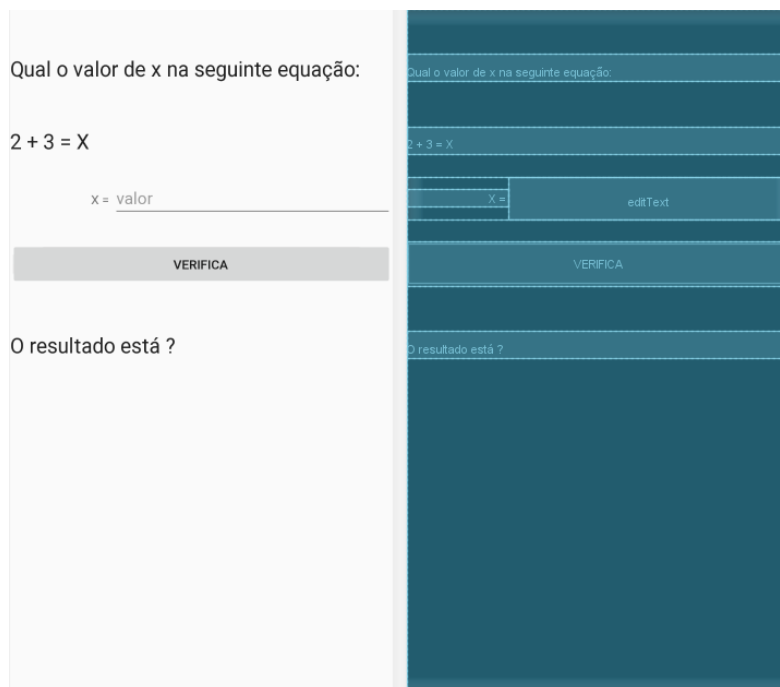 Qual o valor de x na seguinte equação:
2 + 3 = X
X = valor
VERIFICA
O resultado está ?
Qual o valor de x na seguinte equação:
2 + 3 = X
X =
editText
VERIFICA
O resultado está ?